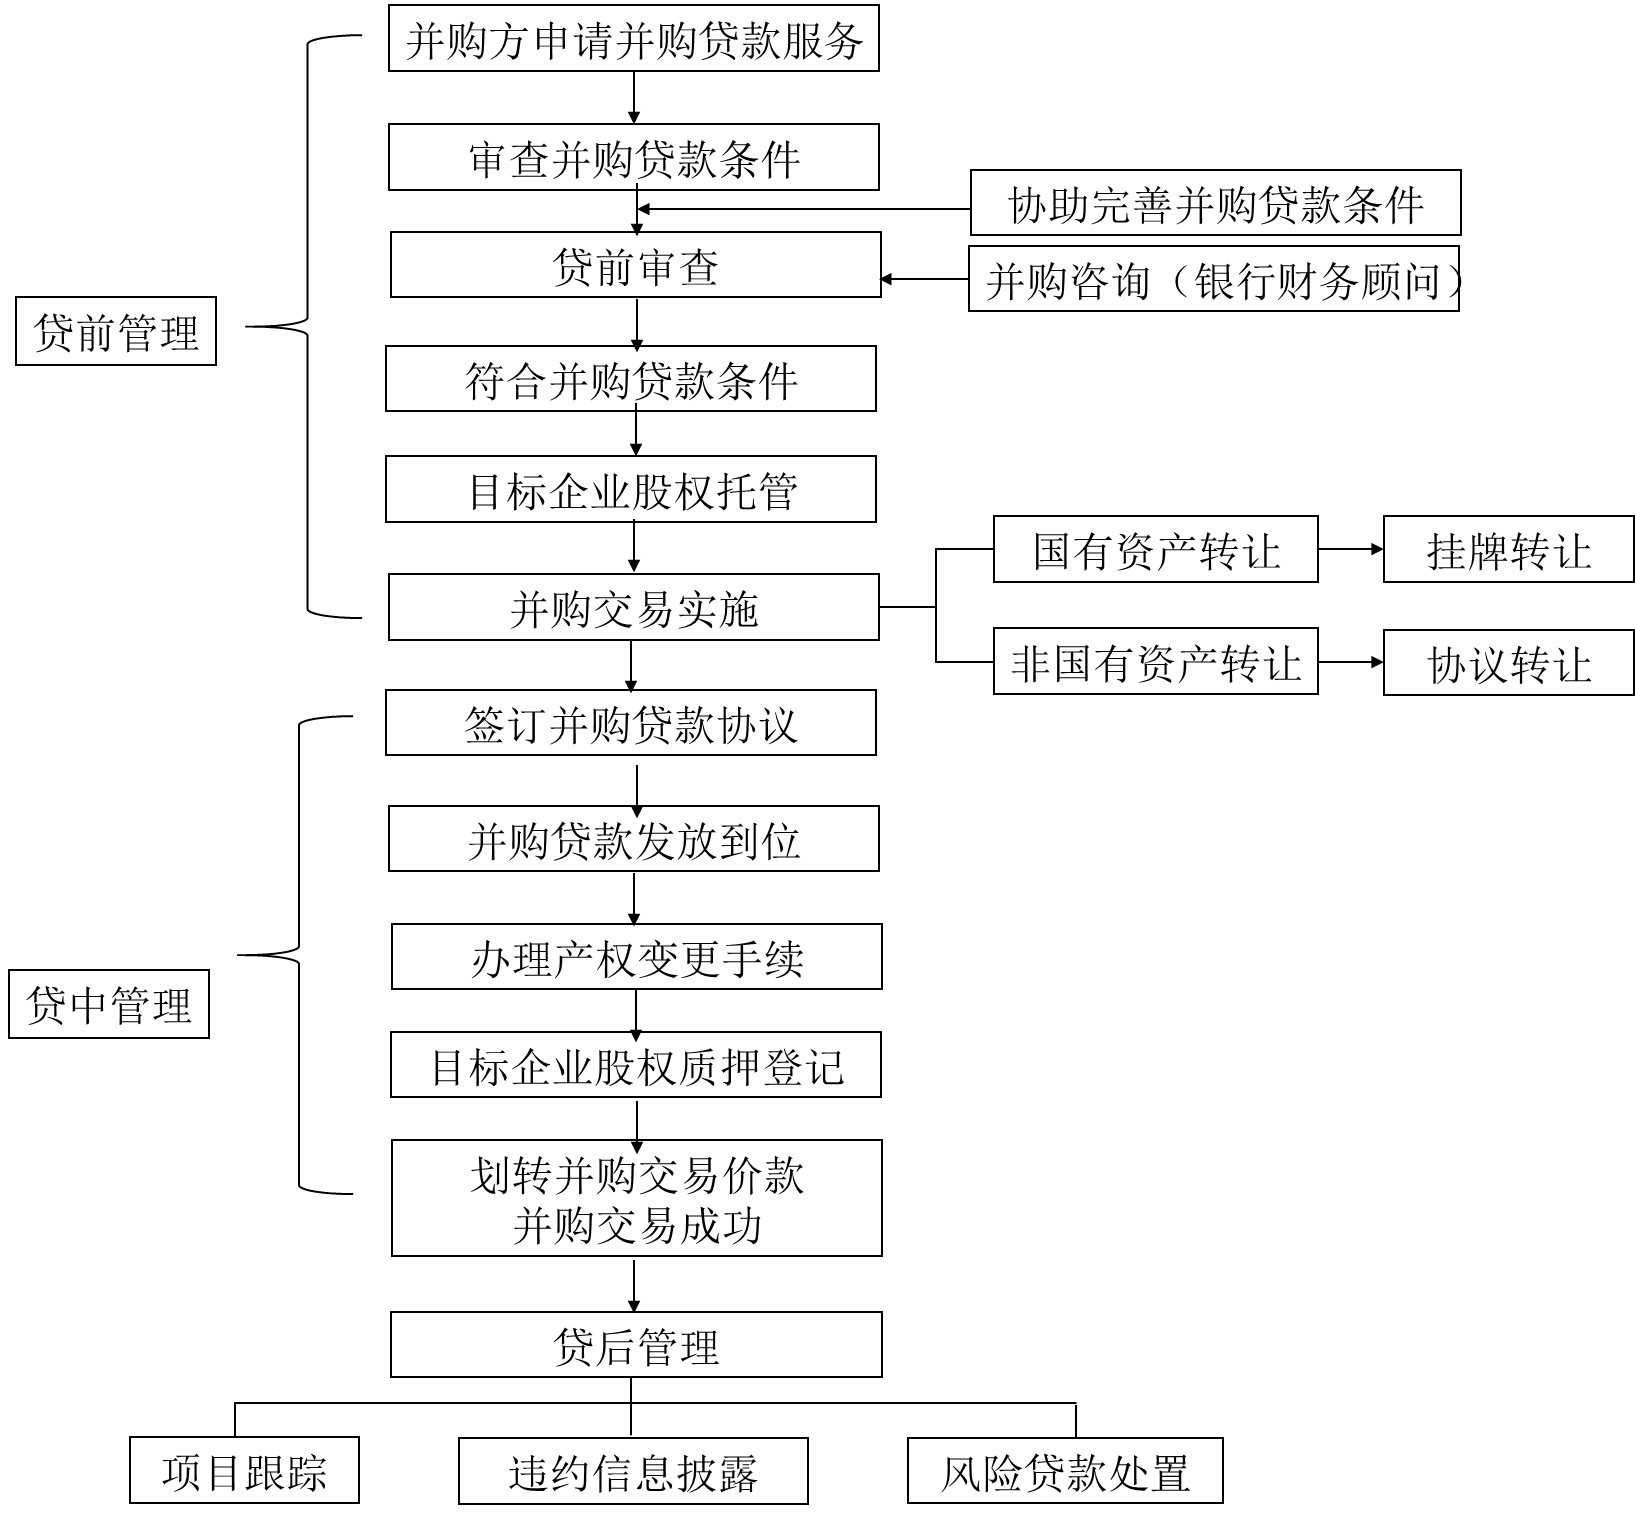 并购方申请并购贷款服务
审查并购贷款条件
协助完善并购贷款条件
贷前审查
并购咨询（银行财务顾问）
贷前管理
符合并购贷款条件
目标企业股权托管
国有资产转让
挂牌转让
并购交易实施
非国有资产转让
协议转让
签订并购贷款协议
并购贷款发放到位
办理产权变更手续
贷中管理
目标企业股权质押登记
划转并购交易价款
并购交易成功
贷后管理
项目跟踪
违约信息披露
风险贷款处置